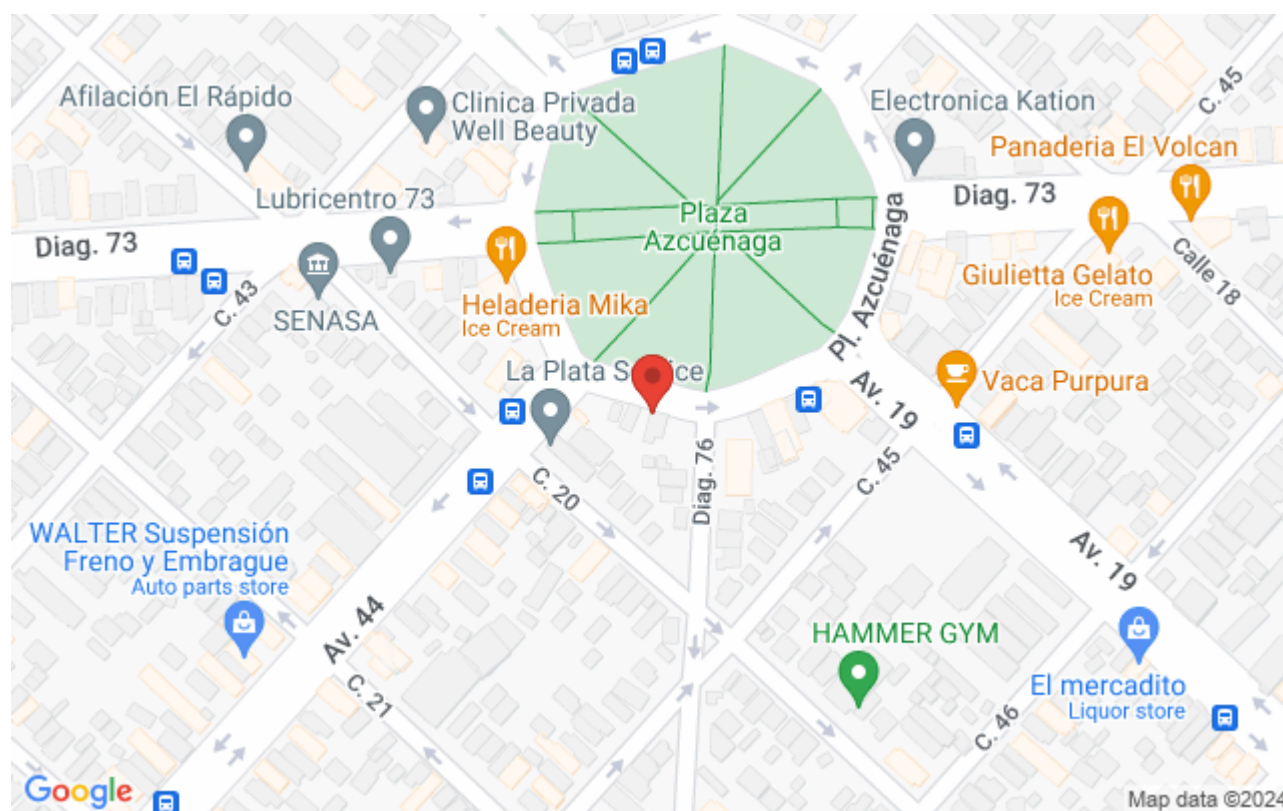 Afilación El Rápido
Clinica Privada
Well Beauty
Electronica Kation
C. 45
Panaderia El Volcan
Lubricentro 73
Diag. 73
Plaza
Azcuénaga
Pl. Azcuénaga
Diag. 73
Calle 18
Giulietta Gelato
Ice Cream
C. 43
SENASA
Heladeria Mika
Ice Cream
La Plata
Vaca Purpura
Av. 19
C. 20
Diag. 76
C. 45
WALTER Suspensión
Freno y Embrague
Auto parts store
Av. 44
C. 21
Av. 19
HAMMER GYM
El mercadito
Liquor store
C. 46
Google
Map data ©2024